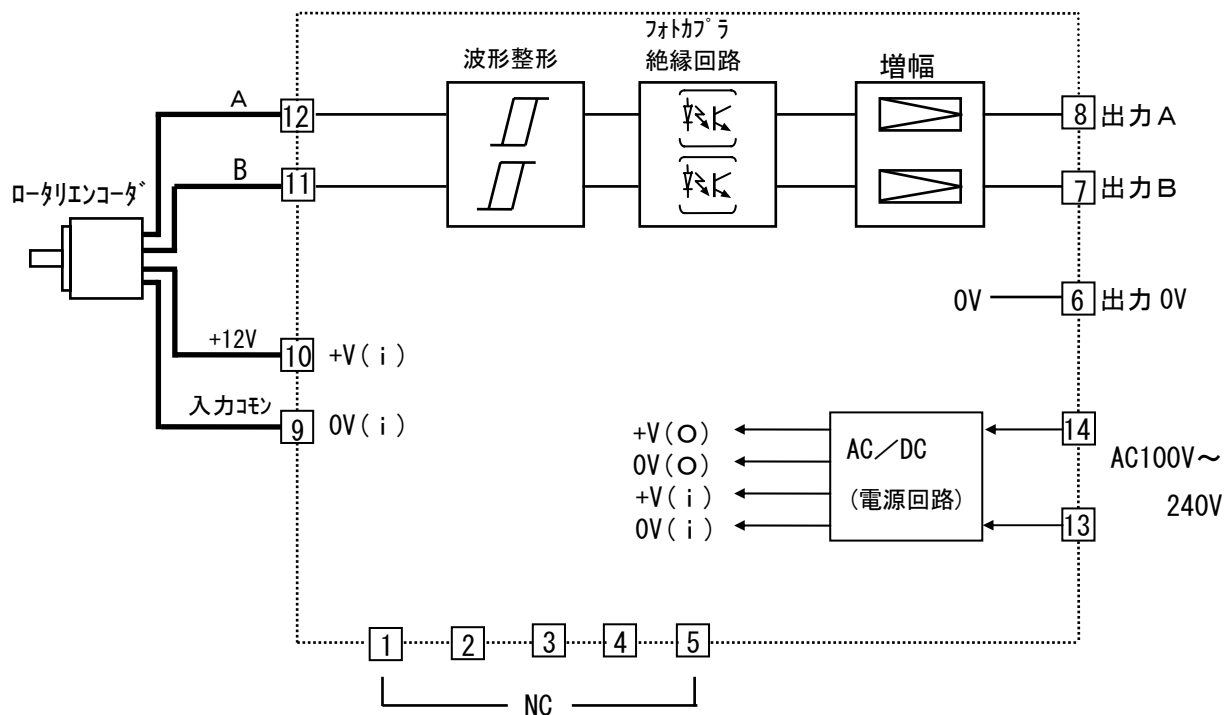 ﾌｫﾄｶﾌﾟﾗ
波形整形
絶縁回路
増幅
A
12
8
出力A
B
11
7
出力B
ﾛｰﾀﾘｴﾝｺｰﾀﾞ
0V
6
出力 0V
+12V
10
+V(i)
入力ｺﾓﾝ
9
0V(i)
+V(O)
0V(O)
+V(i)
0V(i)
AC／DC
(電源回路)
14
AC100V～
240V
13
1
2
3
4
5
NC